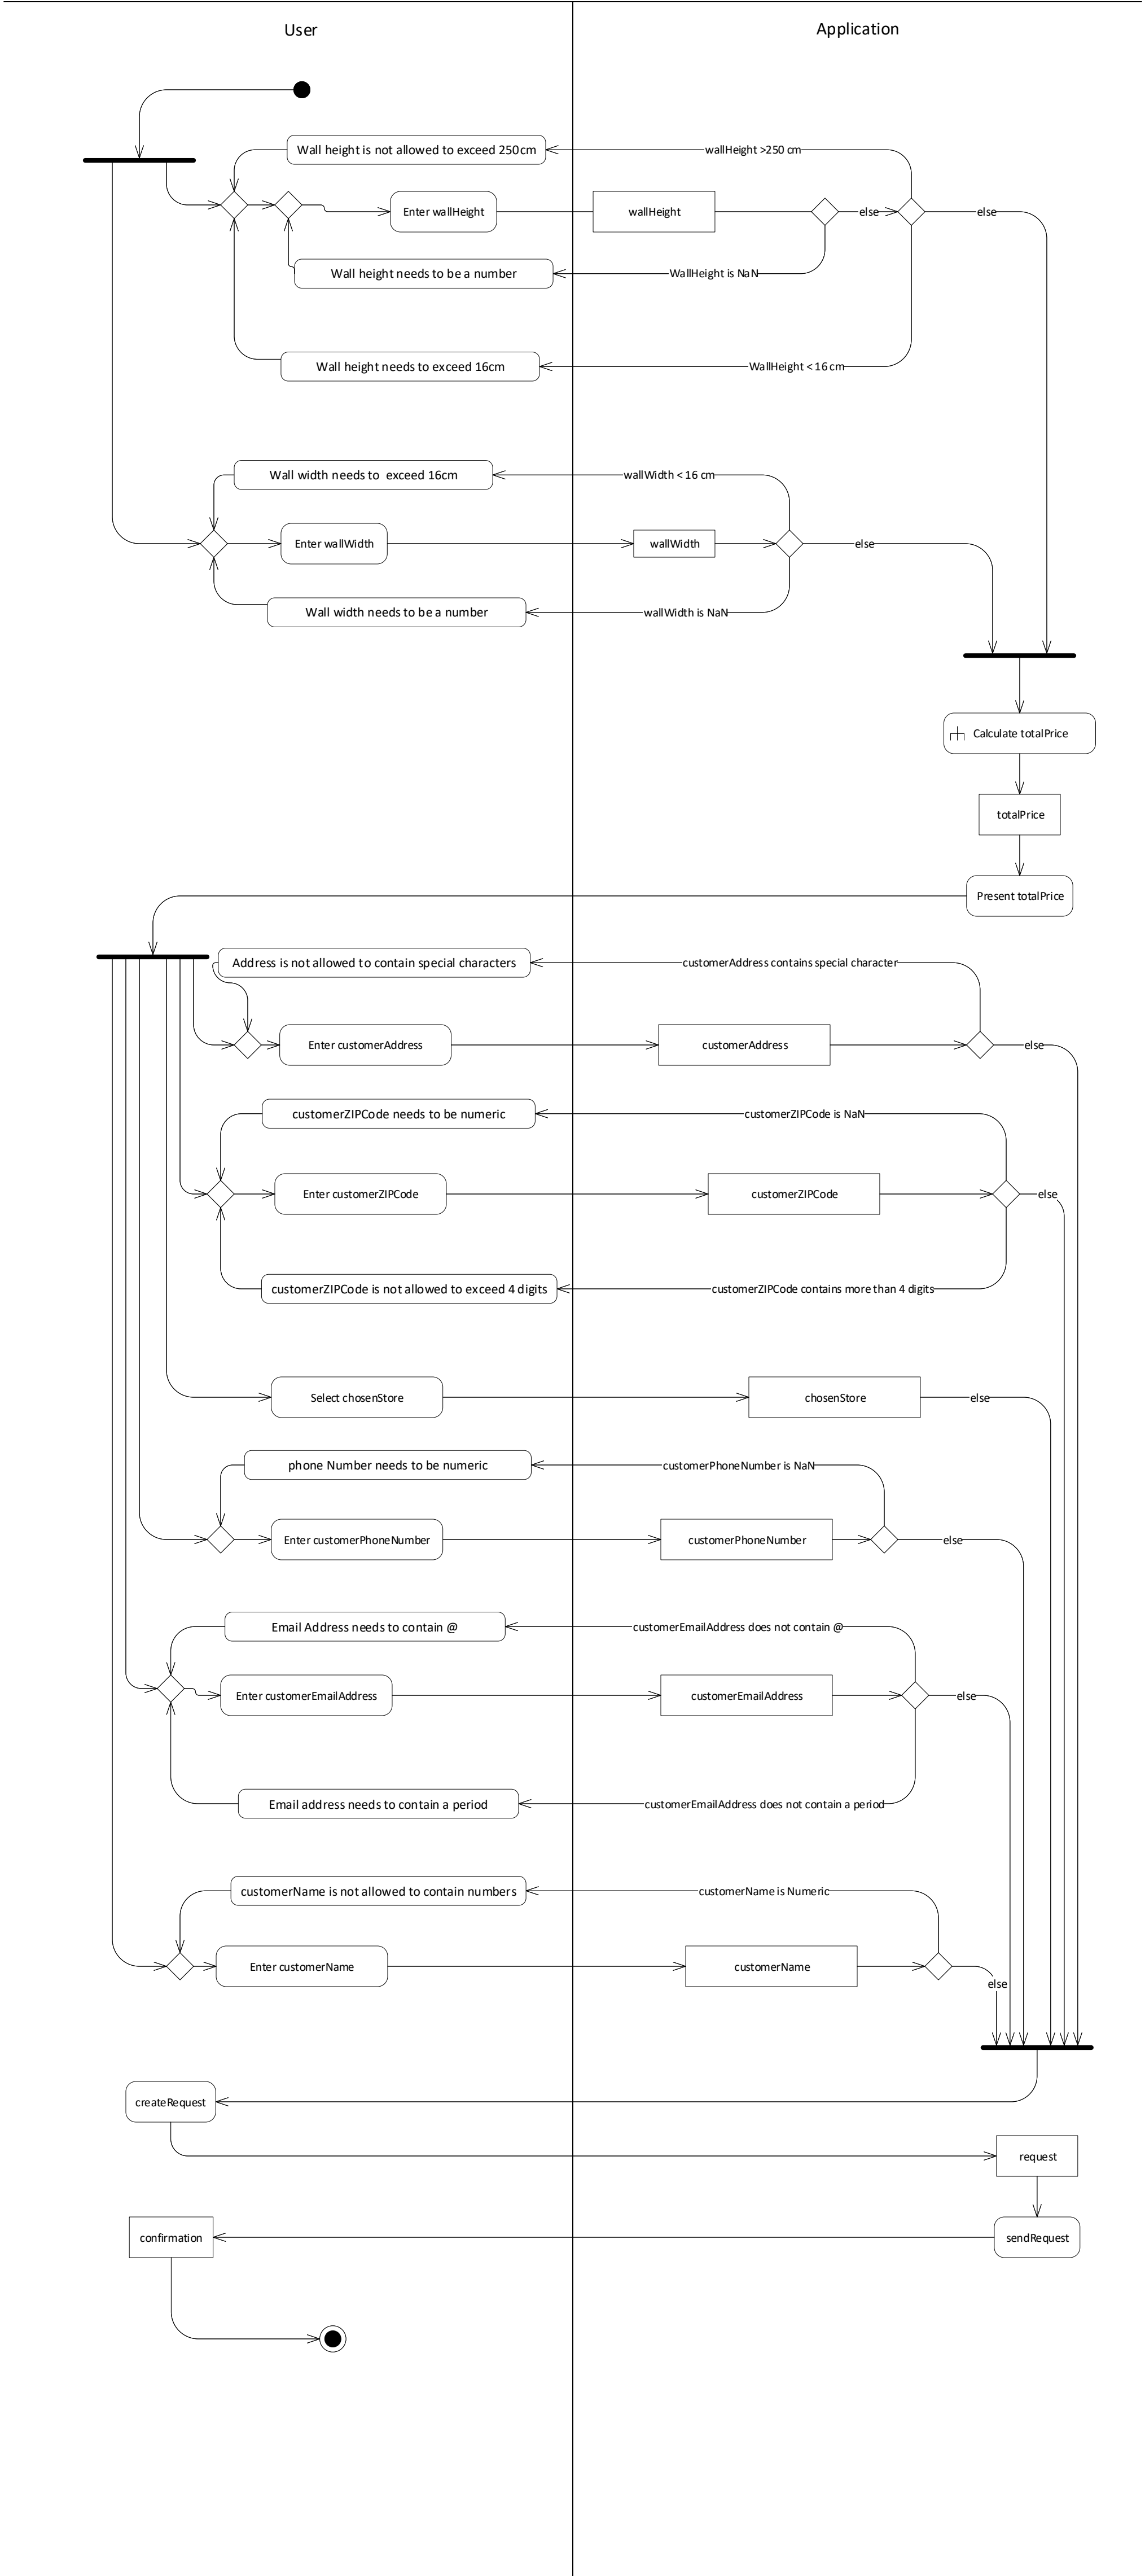 User
Application
Wall height is not allowed to exceed 250cm
wallHeight >250 cm
Enter wallHeight
wallHeight
else
else
Wall height needs to be a number
WallHeight is NaN
Wall height needs to exceed 16cm
WallHeight < 16 cm
Wall width needs to exceed 16cm
wallWidth < 16 cm
Enter wallWidth
wallWidth
else
Wall width needs to be a number
wallWidth is NaN
Calculate totalPrice
totalPrice
Present totalPrice
Address is not allowed to contain special characters
customerAddress contains special character
Enter customerAddress
customerAddress
else
customerZIPCode needs to be numeric
customerZIPCode is NaN
Enter customerZIPCode
customerZIPCode
else
customerZIPCode is not allowed to exceed 4 digits
customerZIPCode contains more than 4 digits
Select chosenStore
chosenStore
else
phone Number needs to be numeric
customerPhoneNumber is NaN
Enter customerPhoneNumber
customerPhoneNumber
else
Email Address needs to contain @
customerEmailAddress does not contain @
Enter customerEmailAddress
customerEmailAddress
else
Email address needs to contain a period
customerEmailAddress does not contain a period
customerName is not allowed to contain numbers
customerName is Numeric
Enter customerName
customerName
else
createRequest
request
confirmation
sendRequest